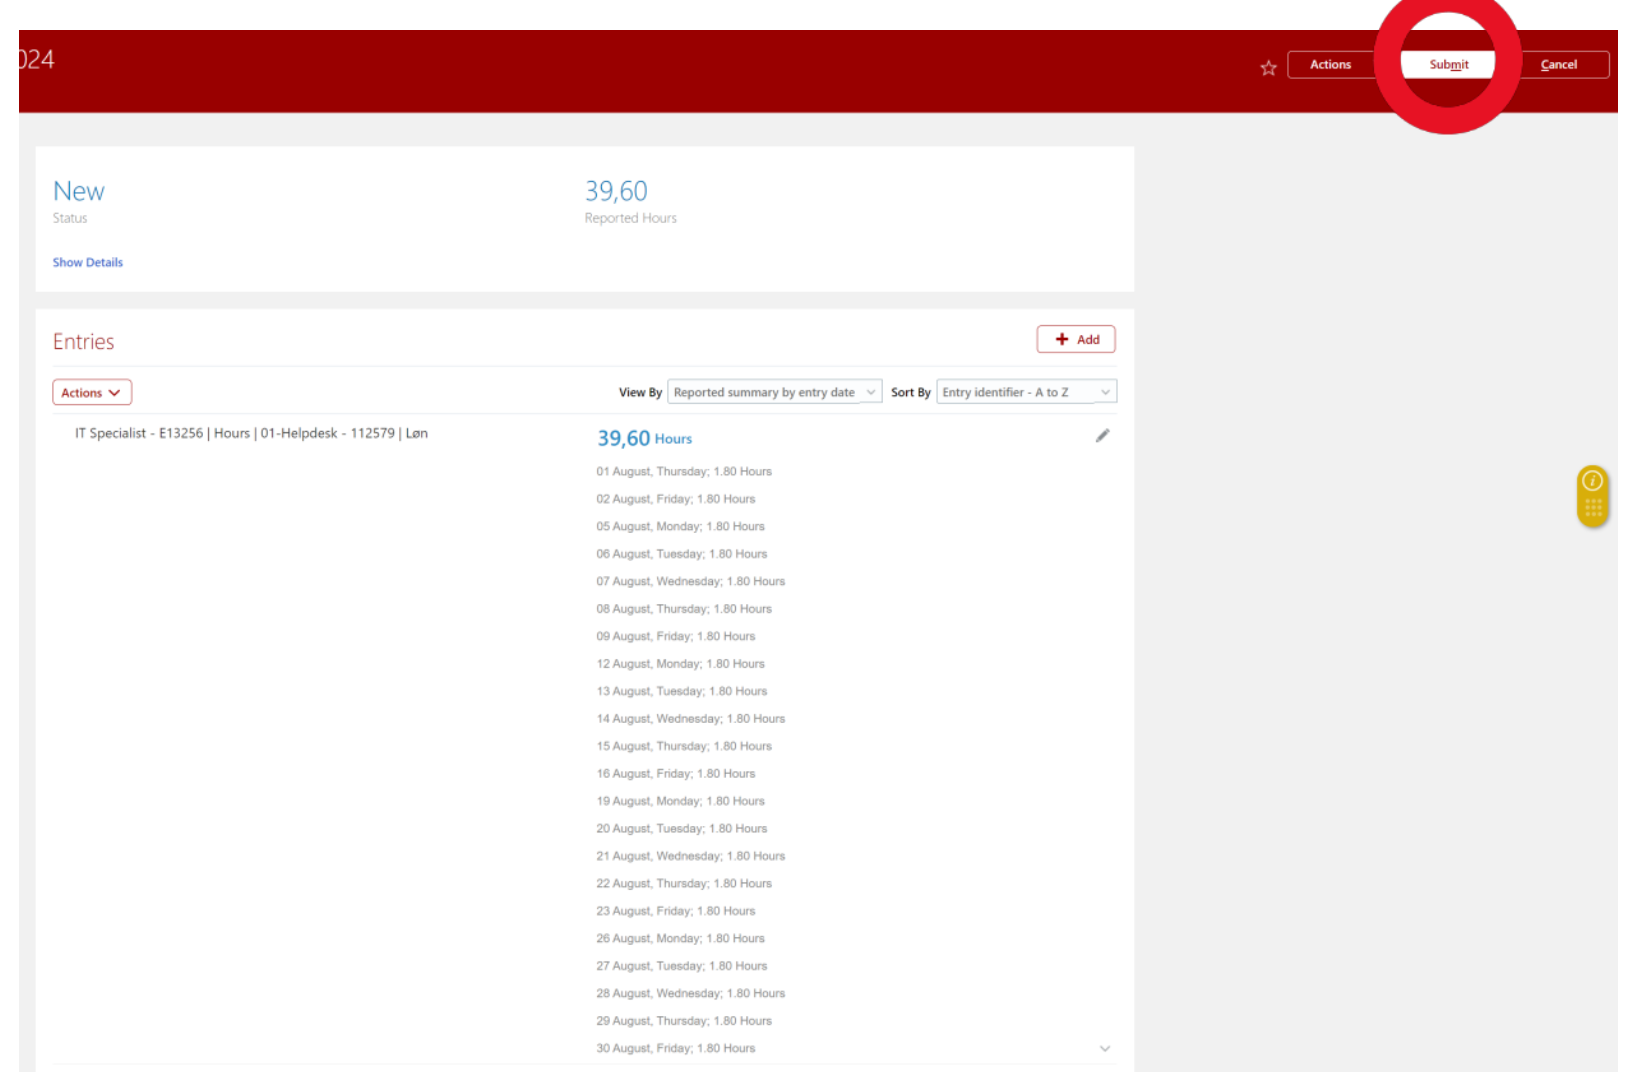 024
Actions
Submit
Cancel
New
Status
39,60
Reported Hours
Show Details
Entries
Add
Actions
View By Reported summary by entry date Sort By Entry identifier - A to Z
IT Specialist - E13256 | Hours | 01-Helpdesk - 112579 | Løn
39,60 Hours
01 August, Thursday; 1.80 Hours
02 August, Friday; 1.80 Hours
05 August, Monday; 1.80 Hours
06 August, Tuesday; 1.80 Hours
07 August, Wednesday; 1.80 Hours
08 August, Thursday; 1.80 Hours
09 August, Friday; 1.80 Hours
12 August, Monday; 1.80 Hours
13 August, Tuesday; 1.80 Hours
14 August, Wednesday; 1.80 Hours
15 August, Thursday; 1.80 Hours
16 August, Friday; 1.80 Hours
19 August, Monday; 1.80 Hours
20 August, Tuesday; 1.80 Hours
21 August, Wednesday; 1.80 Hours
22 August, Thursday; 1.80 Hours
23 August, Friday; 1.80 Hours
26 August, Monday; 1.80 Hours
27 August, Tuesday; 1.80 Hours
28 August, Wednesday; 1.80 Hours
29 August, Thursday; 1.80 Hours
30 August, Friday; 1.80 Hours